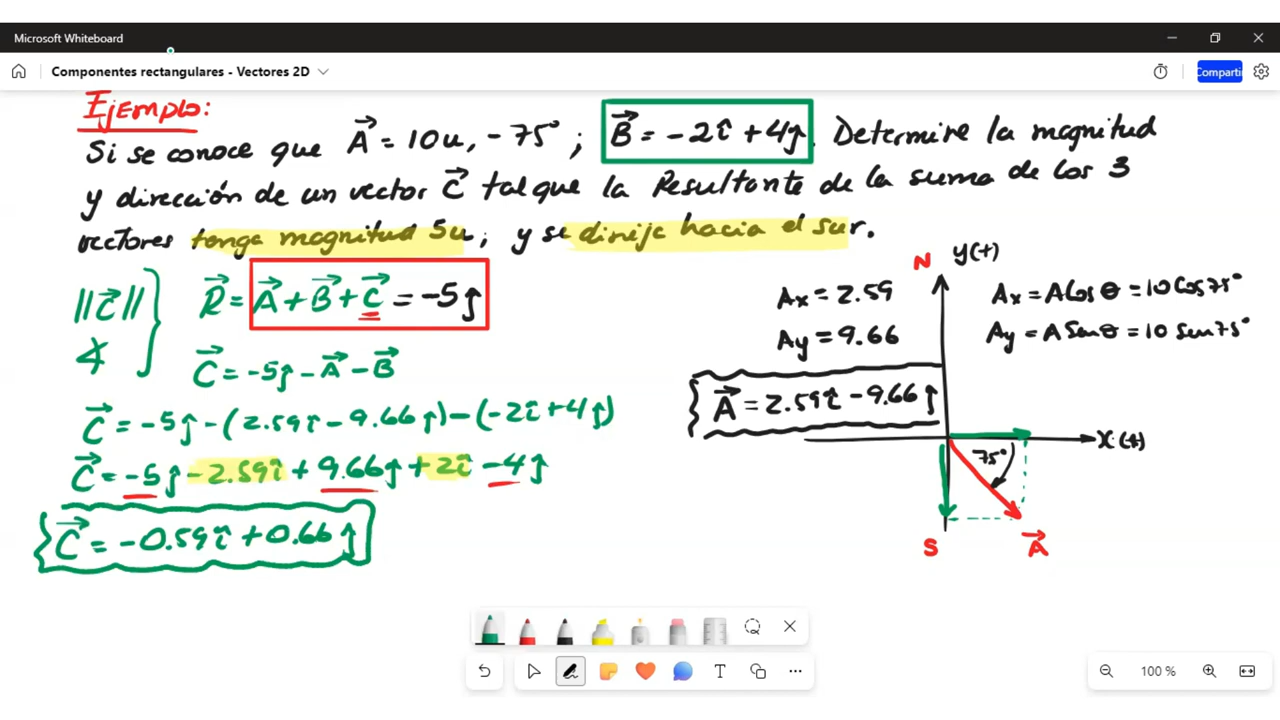 Microsoft Whiteboard
Componentes rectangulares - Vectores 2D
Comparti
Ejemplo:
Si se conoce que A⃗ = 10u, -75° ; B⃗ = -2î + 4ĵ. Determire la magnitud
y dirección de un vector C⃗ tal que la Resultante de la suma de los 3
vectores tenga magnitud 5u; y se dirija hacia el sur.
||C⃗||
∡
R⃗ = A⃗ + B⃗ + C⃗ = -5ĵ
C⃗ = -5ĵ - A⃗ - B⃗
C⃗ = -5ĵ - (2.59î - 9.66ĵ) - (-2î + 4ĵ)
C⃗ = -5ĵ - 2.59î + 9.66ĵ + 2î - 4ĵ
C⃗ = -0.59î + 0.66ĵ
Ax = 2.59
Ay = 9.66
A⃗ = 2.59î - 9.66ĵ
N
y(+)
Ax = A Cos θ = 10 Cos 75°
Ay = A Sen θ = 10 Sen 75°
x(+)
75°
S
A⃗
100 %